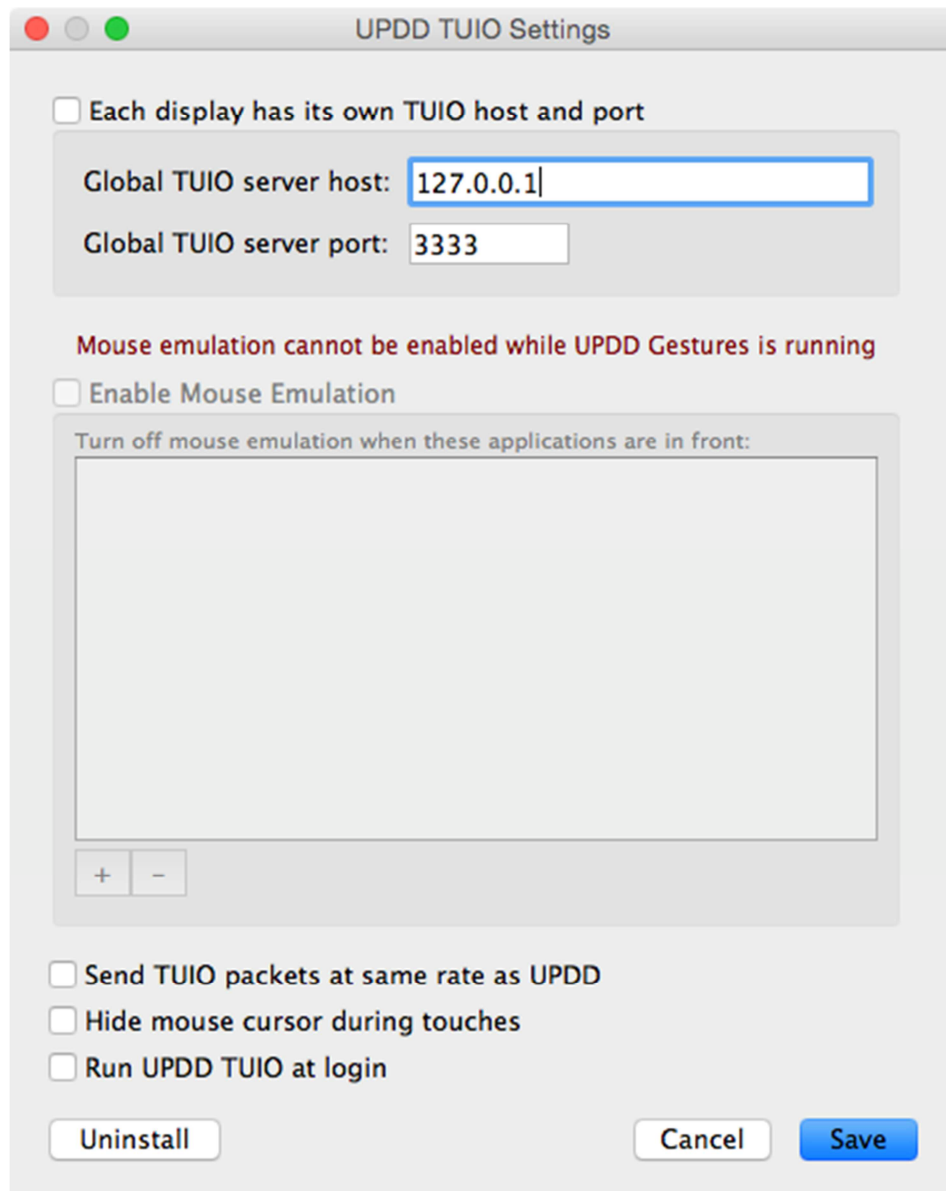 UPDD TUIO Settings
Each display has its own TUIO host and port
Global TUIO server host: 127.0.0.1
Global TUIO server port: 3333
Mouse emulation cannot be enabled while UPDD Gestures is running
Enable Mouse Emulation
Turn off mouse emulation when these applications are in front:
+ -
Send TUIO packets at same rate as UPDD
Hide mouse cursor during touches
Run UPDD TUIO at login
Uninstall Cancel Save